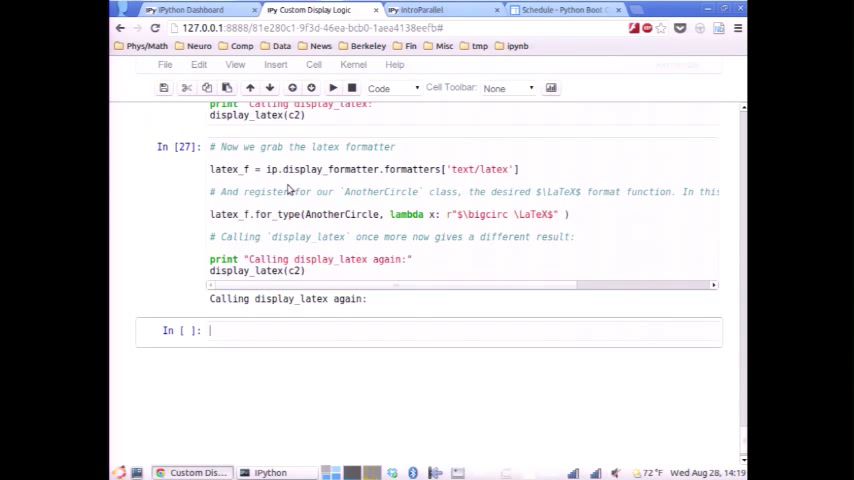 IP[y]: IPython Dashboard
IP[y]: Custom Display Logic
IP[y]: IntroParallel
Schedule - Python Boot C
127.0.0.1:8888/81e280c1-9f3d-46ea-bcb0-1aea4138eefb#
Phys/Math Neuro Comp Data News Berkeley Fin Misc tmp ipynb
File Edit View Insert Cell Kernel Help
Code Cell Toolbar: None
print "Calling display_latex:"
display_latex(c2)
In [27]: # Now we grab the latex formatter
latex_f = ip.display_formatter.formatters['text/latex']
# And register for our `AnotherCircle` class, the desired $\LaTeX$ format function. In this
latex_f.for_type(AnotherCircle, lambda x: r"$\bigcirc \LaTeX$" )
# Calling `display_latex` once more now gives a different result:
print "Calling display_latex again:"
display_latex(c2)
Calling display_latex again:
In [ ]:
Custom Dis...
IPython
72 °F
Wed Aug 28, 14:19